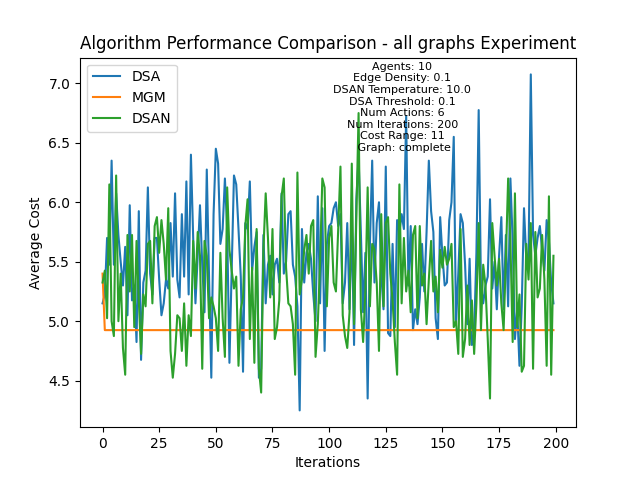 Algorithm Performance Comparison - all graphs Experiment
DSA
MGM
DSAN
Agents: 10
Edge Density: 0.1
DSAN Temperature: 10.0
DSA Threshold: 0.1
Num Actions: 6
Num Iterations: 200
Cost Range: 11
Graph: complete
Average Cost
7.0
6.5
6.0
5.5
5.0
4.5
0 25 50 75 100 125 150 175 200
Iterations